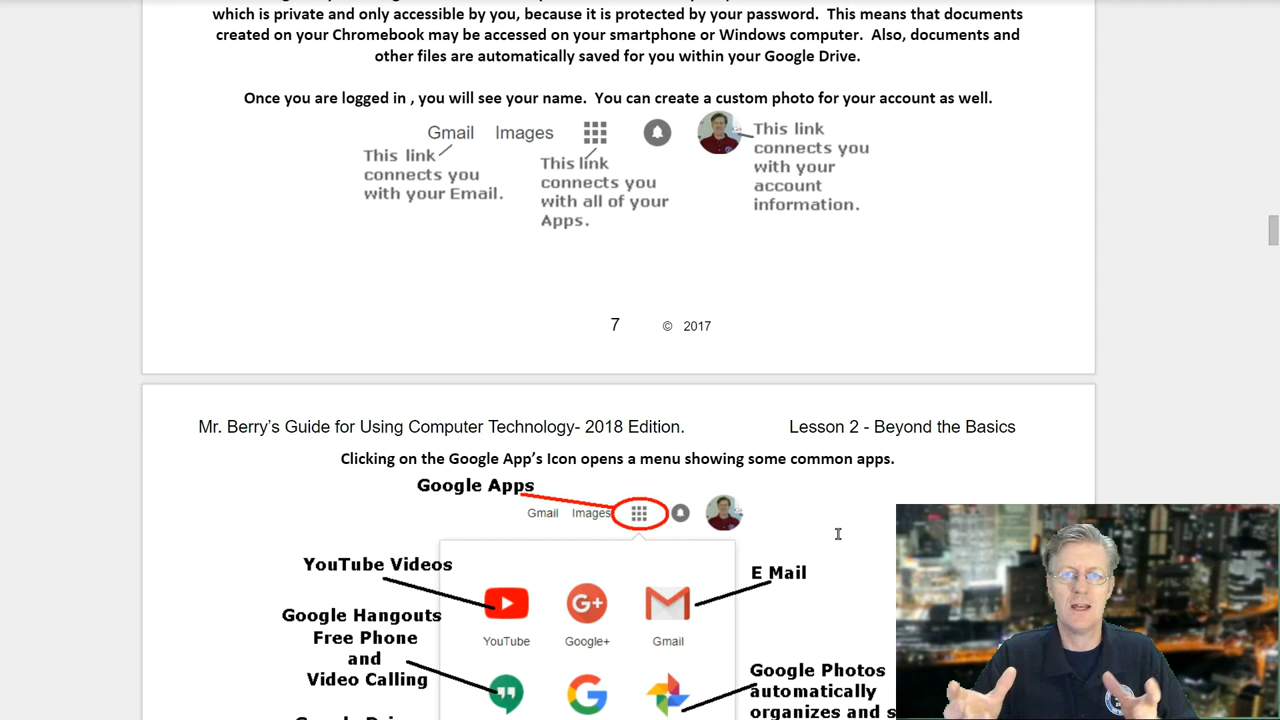 which is private and only accessible by you, because it is protected by your password.  This means that documents
created on your Chromebook may be accessed on your smartphone or Windows computer.  Also, documents and
other files are automatically saved for you within your Google Drive.
Once you are logged in , you will see your name.  You can create a custom photo for your account as well.
Gmail Images
This link
connects you
with your Email.
This link
connects you
with all of your
Apps.
This link
connects you
with your
account
information.
7 © 2017
Mr. Berry's Guide for Using Computer Technology- 2018 Edition. Lesson 2 - Beyond the Basics
Clicking on the Google App's Icon opens a menu showing some common apps.
Google Apps
Gmail Images
YouTube Videos
E Mail
YouTube Google+ Gmail
Google Hangouts
Free Phone
and
Video Calling
Google Photos
automatically
organizes and s